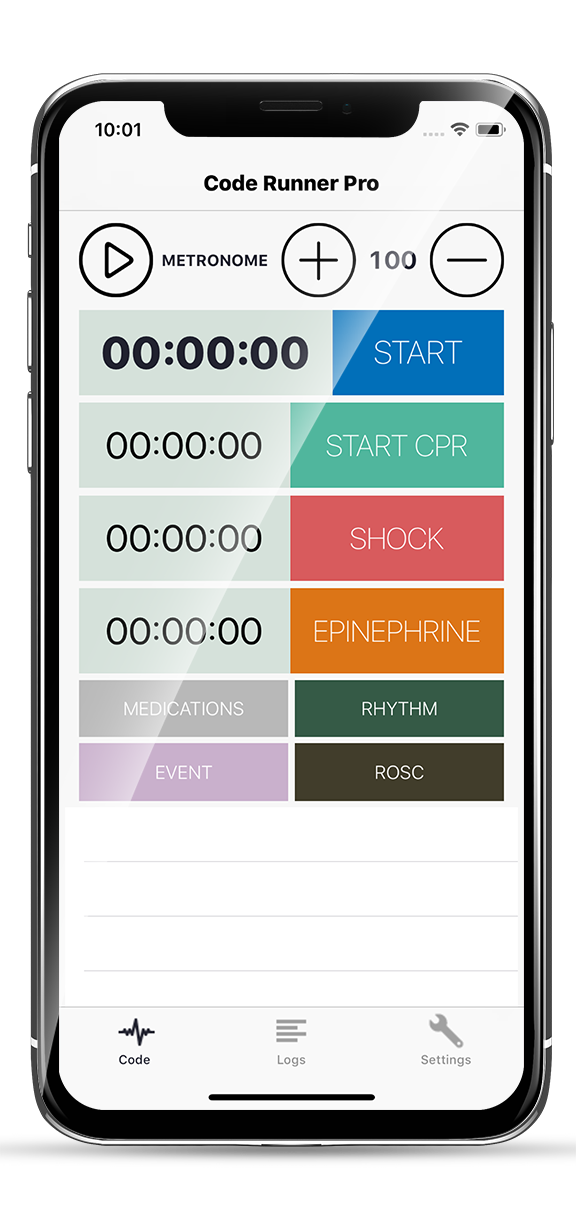 10:01
Code Runner Pro
METRONOME 100
00:00:00 START
00:00:00 START CPR
00:00:00 SHOCK
00:00:00 EPINEPHRINE
MEDICATIONS RHYTHM
EVENT ROSC
Code Logs Settings